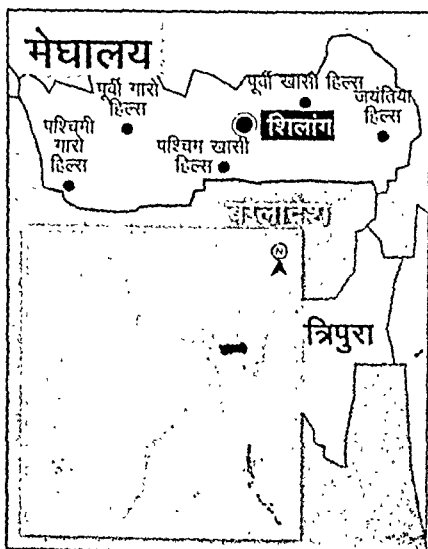 मेघालय
पूर्वी गारो
हिल्स
पूर्वी खासी हिल्स
जयंतिया
हिल्स
पश्चिमी
गारो
हिल्स
शिलांग
पश्चिम खासी
हिल्स
N
त्रिपुरा